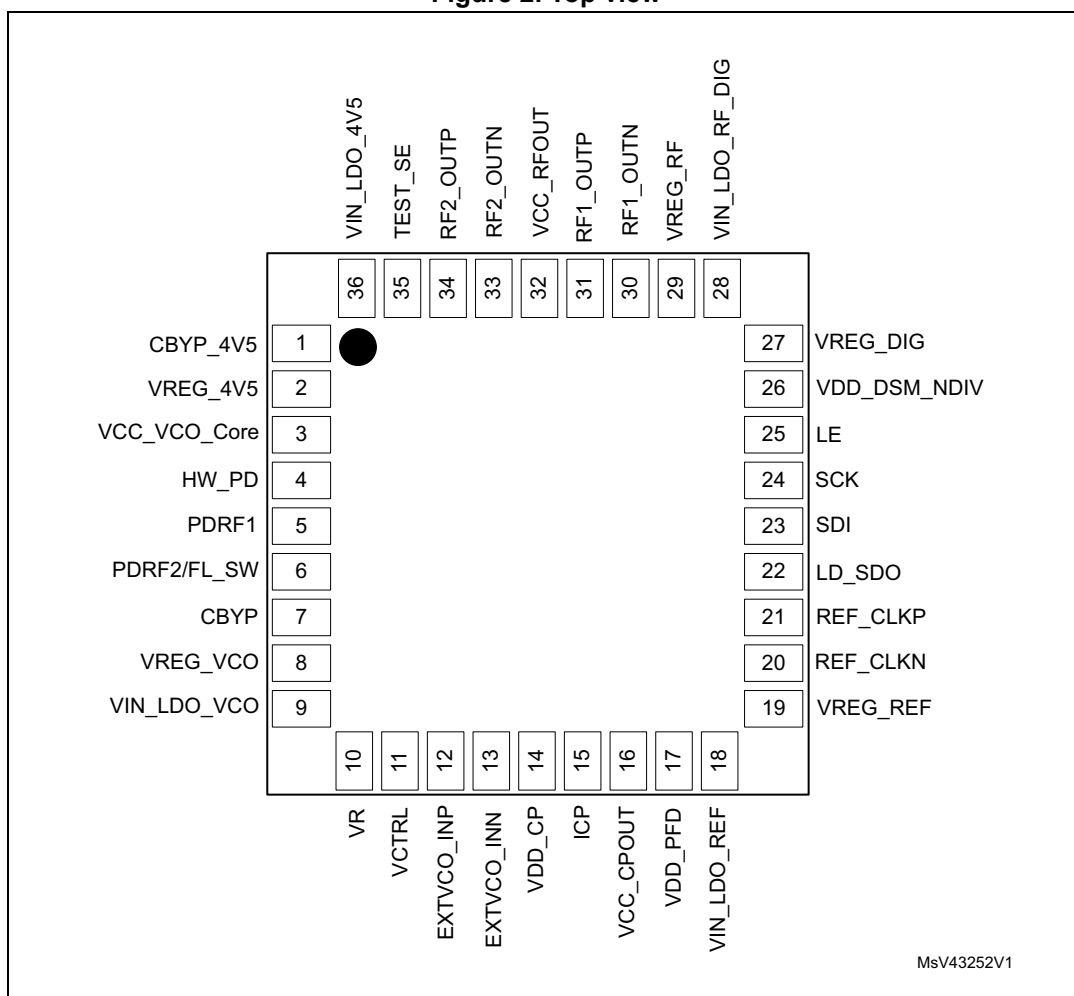 Figure 2. Top view
VIN_LDO_4V5
TEST_SE
RF2_OUTP
RF2_OUTN
VCC_RFOUT
RF1_OUTP
RF1_OUTN
VREG_RF
VIN_LDO_RF_DIG
36
35
34
33
32
31
30
29
28
CBYP_4V5 1
VREG_4V5 2
VCC_VCO_Core 3
HW_PD 4
PDRF1 5
PDRF2/FL_SW 6
CBYP 7
VREG_VCO 8
VIN_LDO_VCO 9
27 VREG_DIG
26 VDD_DSM_NDIV
25 LE
24 SCK
23 SDI
22 LD_SDO
21 REF_CLKP
20 REF_CLKN
19 VREG_REF
10
11
12
13
14
15
16
17
18
VR
VCTRL
EXTVCO_INP
EXTVCO_INN
VDD_CP
ICP
VCC_CPOUT
VDD_PFD
VIN_LDO_REF
MsV43252V1